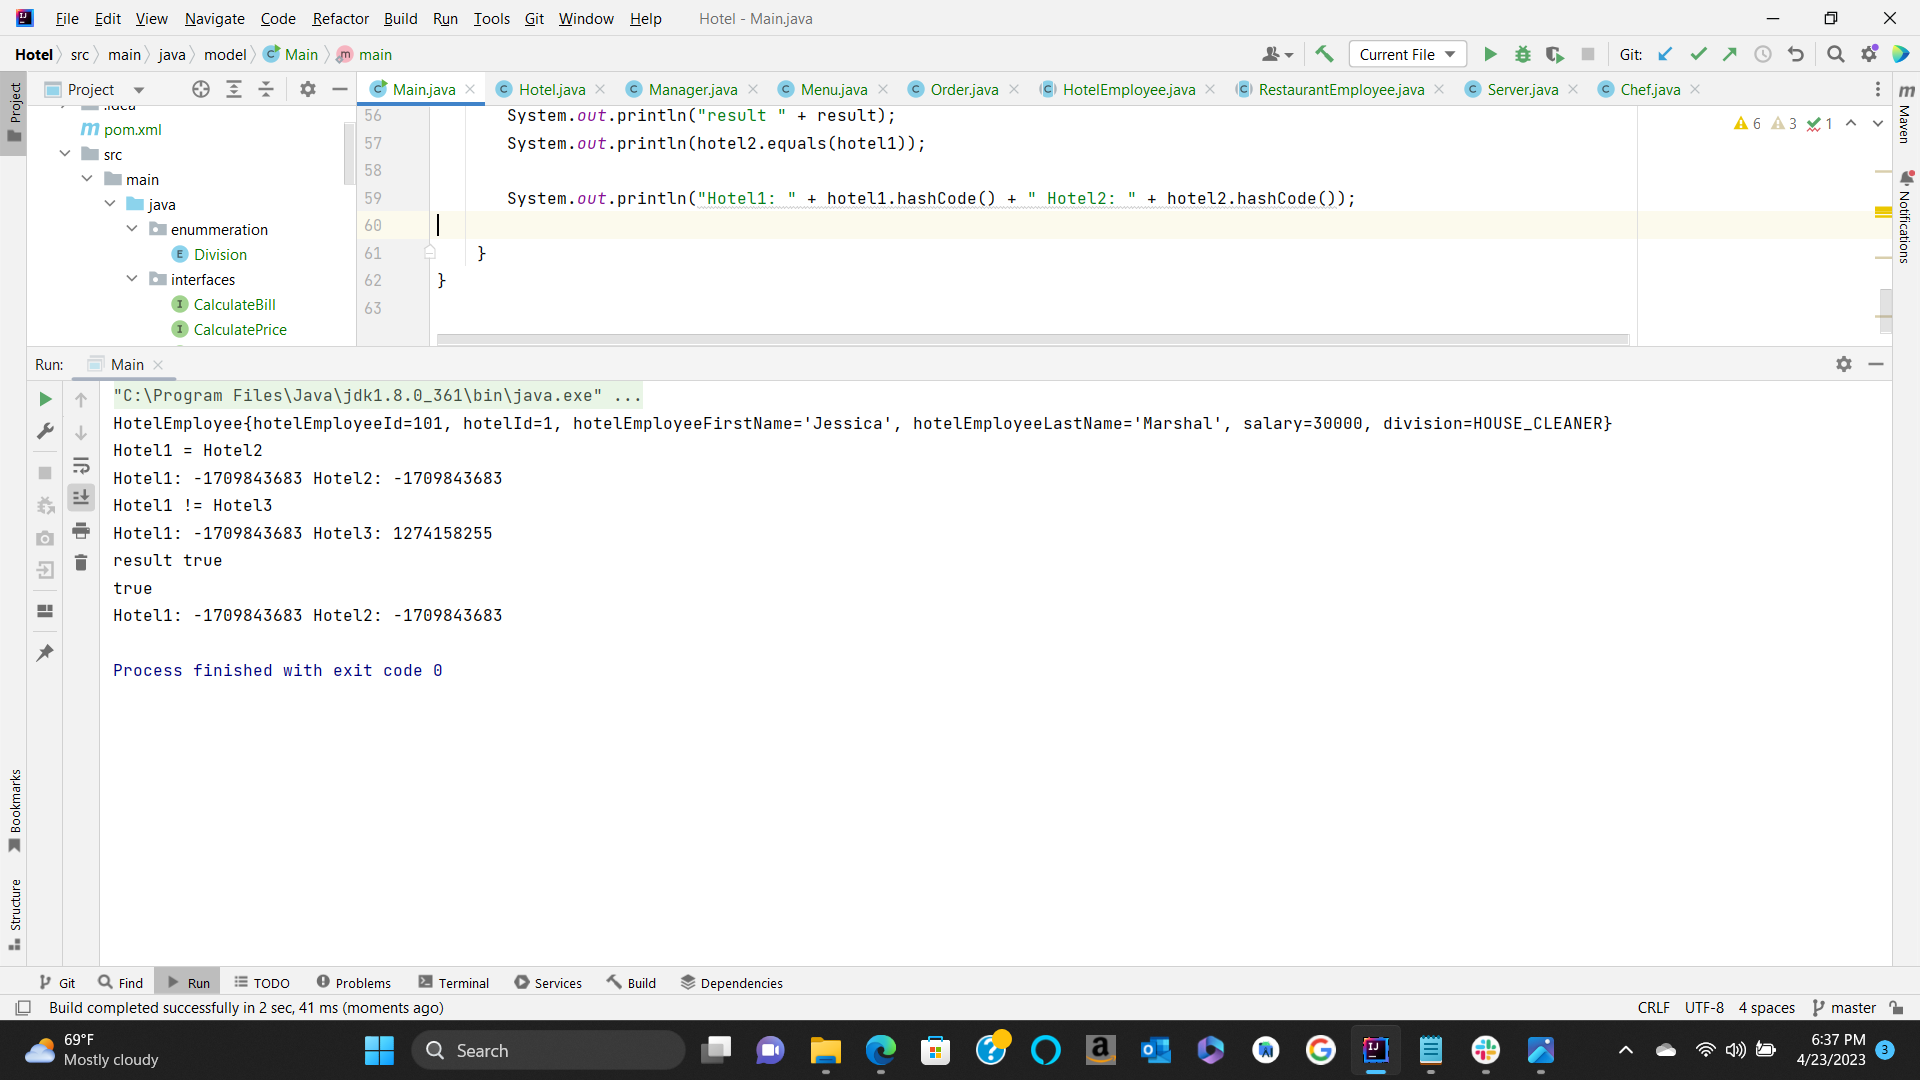 File Edit View Navigate Code Refactor Build Run Tools Git Window Help Hotel - Main.java
Hotel src main java model Main main Current File Git:
Project Main.java Hotel.java Manager.java Menu.java Order.java HotelEmployee.java RestaurantEmployee.java Server.java Chef.java
.idea
pom.xml
src
main
java
enummeration
Division
interfaces
CalculateBill
CalculatePrice
56 System.out.println("result " + result);
57 System.out.println(hotel2.equals(hotel1));
58
59 System.out.println("Hotel1: " + hotel1.hashCode() + " Hotel2: " + hotel2.hashCode());
60
61 }
62 }
63
6 3 1
Project
Bookmarks
Structure
Maven
Notifications
Run: Main
"C:\Program Files\Java\jdk1.8.0_361\bin\java.exe" ...
HotelEmployee{hotelEmployeeId=101, hotelId=1, hotelEmployeeFirstName='Jessica', hotelEmployeeLastName='Marshal', salary=30000, division=HOUSE_CLEANER}
Hotel1 = Hotel2
Hotel1: -1709843683 Hotel2: -1709843683
Hotel1 != Hotel3
Hotel1: -1709843683 Hotel3: 1274158255
result true
true
Hotel1: -1709843683 Hotel2: -1709843683
Process finished with exit code 0
Git Find Run TODO Problems Terminal Services Build Dependencies
Build completed successfully in 2 sec, 41 ms (moments ago) CRLF UTF-8 4 spaces master
69°F
Mostly cloudy
Search
6:37 PM
4/23/2023
3